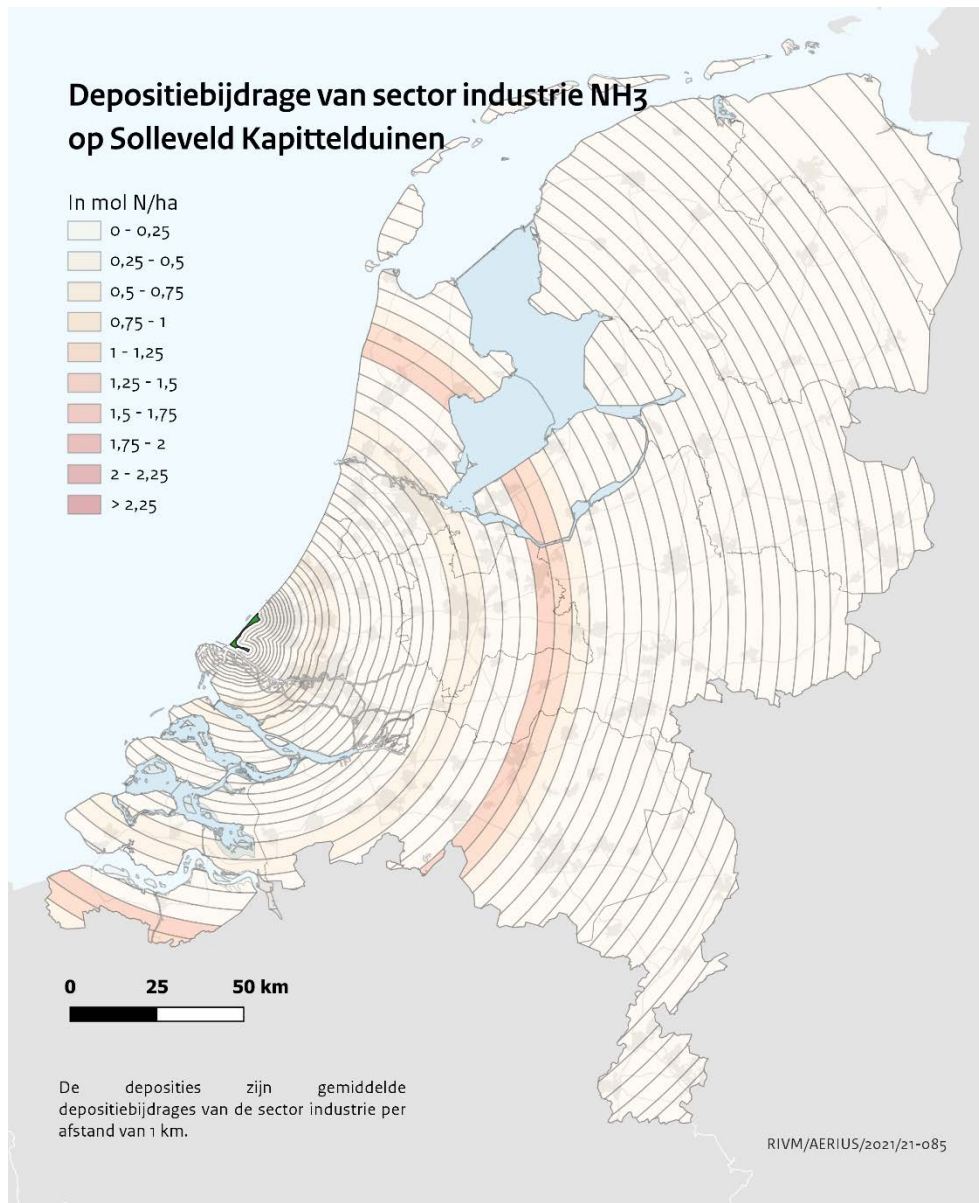 Depositiebijdrage van sector industrie NH3
op Solleveld Kapittelduinen
In mol N/ha
0 - 0,25
0,25 - 0,5
0,5 - 0,75
0,75 - 1
1 - 1,25
1,25 - 1,5
1,5 - 1,75
1,75 - 2
2 - 2,25
> 2,25
0 25 50 km
De deposities zijn gemiddelde
depositiebijdrages van de sector industrie per
afstand van 1 km.
RIVM/AERIUS/2021/21-085